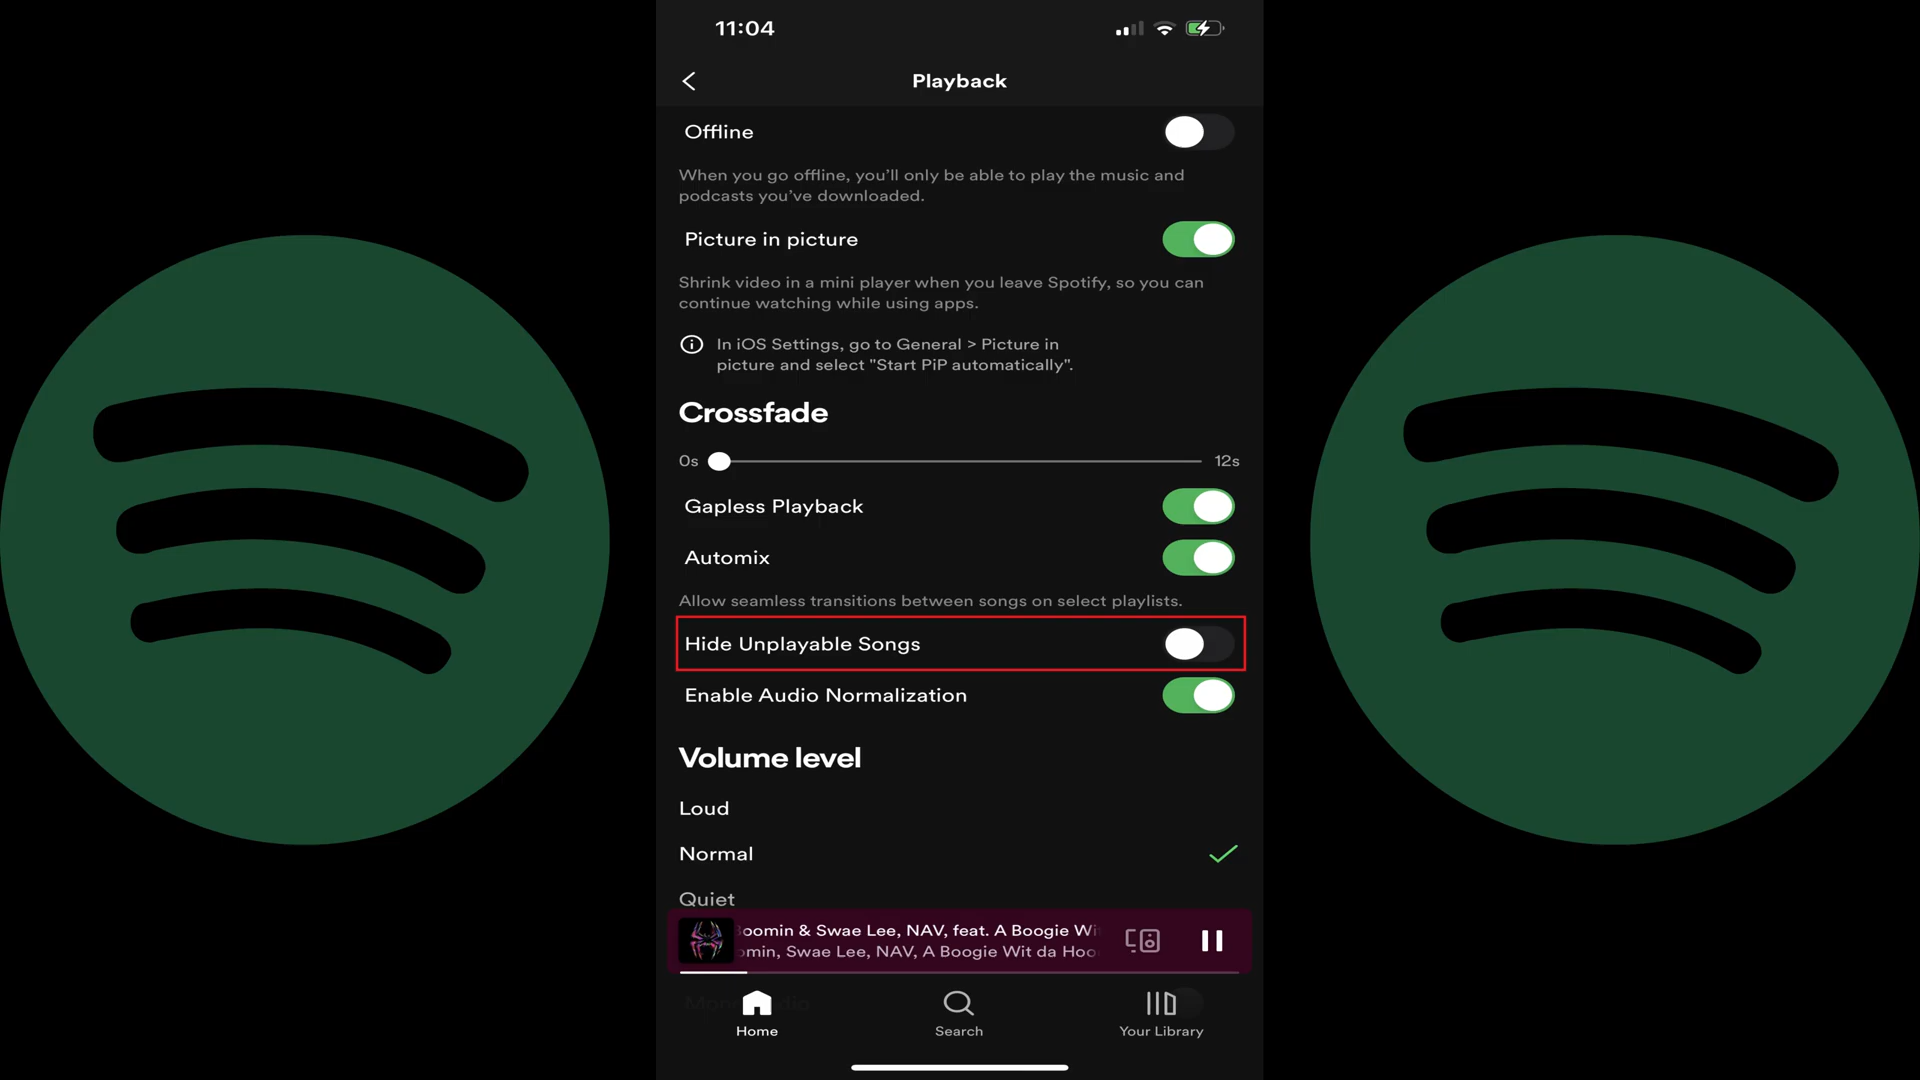 11:04
Playback
Offline
When you go offline, you’ll only be able to play the music and
podcasts you’ve downloaded.
Picture in picture
Shrink video in a mini player when you leave Spotify, so you can
continue watching while using apps.
In iOS Settings, go to General > Picture in
picture and select "Start PiP automatically".
Crossfade
0s 12s
Gapless Playback
Automix
Allow seamless transitions between songs on select playlists.
Hide Unplayable Songs
Enable Audio Normalization
Volume level
Loud
Normal
Quiet
Boomin & Swae Lee, NAV, feat. A Boogie Wi
omin, Swae Lee, NAV, A Boogie Wit da Hoo
Home
Search
Your Library